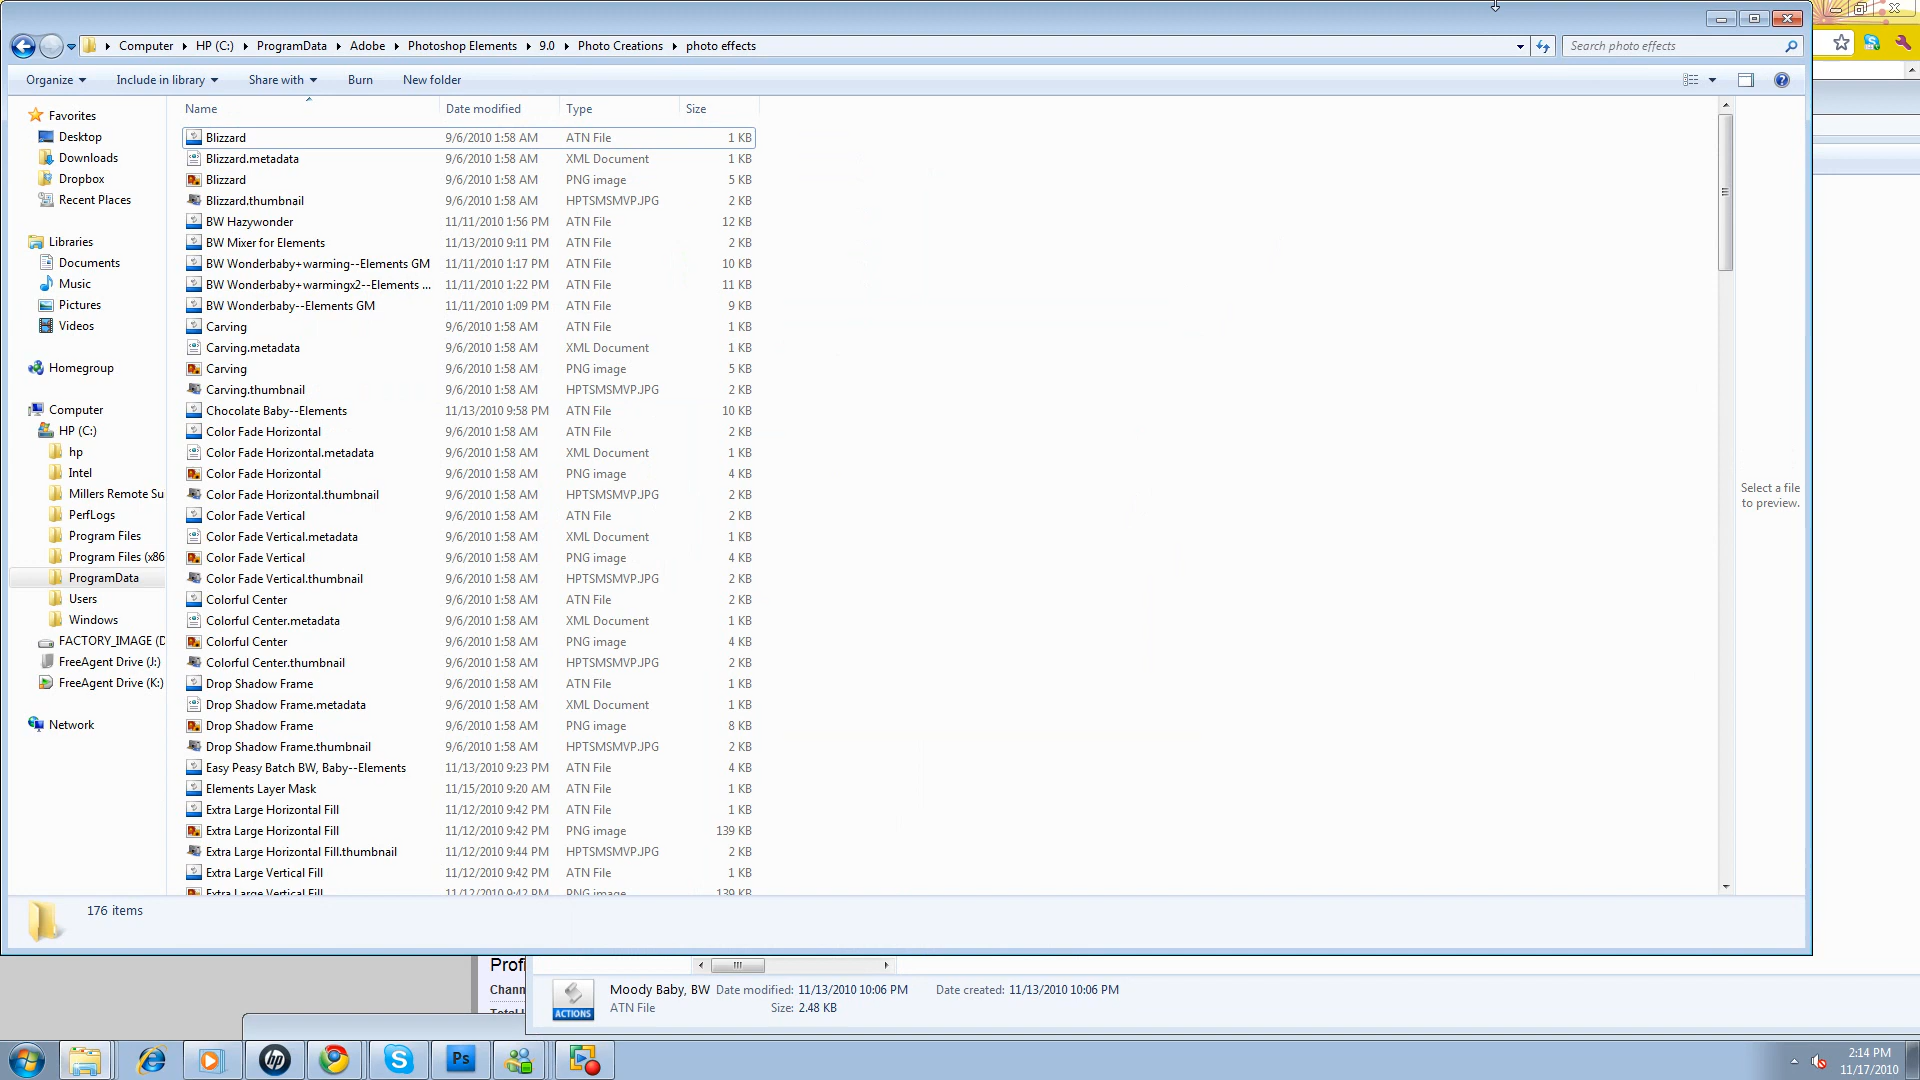 Computer HP (C:) ProgramData Adobe Photoshop Elements 9.0 Photo Creations photo effects
Search photo effects
Organize Include in library Share with Burn New folder
Name Date modified Type Size
Favorites
Desktop
Downloads
Dropbox
Recent Places
Libraries
Documents
Music
Pictures
Videos
Homegroup
Computer
HP (C:)
hp
Intel
Millers Remote Su
PerfLogs
Program Files
Program Files (x86
ProgramData
Users
Windows
FACTORY_IMAGE (D
FreeAgent Drive (J:)
FreeAgent Drive (K:)
Network
Blizzard 9/6/2010 1:58 AM ATN File 1 KB
Blizzard.metadata 9/6/2010 1:58 AM XML Document 1 KB
Blizzard 9/6/2010 1:58 AM PNG image 5 KB
Blizzard.thumbnail 9/6/2010 1:58 AM HPTSMSMVP.JPG 2 KB
BW Hazywonder 11/11/2010 1:56 PM ATN File 12 KB
BW Mixer for Elements 11/13/2010 9:11 PM ATN File 2 KB
BW Wonderbaby+warming--Elements GM 11/11/2010 1:17 PM ATN File 10 KB
BW Wonderbaby+warmingx2--Elements ... 11/11/2010 1:22 PM ATN File 11 KB
BW Wonderbaby--Elements GM 11/11/2010 1:09 PM ATN File 9 KB
Carving 9/6/2010 1:58 AM ATN File 1 KB
Carving.metadata 9/6/2010 1:58 AM XML Document 1 KB
Carving 9/6/2010 1:58 AM PNG image 5 KB
Carving.thumbnail 9/6/2010 1:58 AM HPTSMSMVP.JPG 2 KB
Chocolate Baby--Elements 11/13/2010 9:58 PM ATN File 10 KB
Color Fade Horizontal 9/6/2010 1:58 AM ATN File 2 KB
Color Fade Horizontal.metadata 9/6/2010 1:58 AM XML Document 1 KB
Color Fade Horizontal 9/6/2010 1:58 AM PNG image 4 KB
Color Fade Horizontal.thumbnail 9/6/2010 1:58 AM HPTSMSMVP.JPG 2 KB
Color Fade Vertical 9/6/2010 1:58 AM ATN File 2 KB
Color Fade Vertical.metadata 9/6/2010 1:58 AM XML Document 1 KB
Color Fade Vertical 9/6/2010 1:58 AM PNG image 4 KB
Color Fade Vertical.thumbnail 9/6/2010 1:58 AM HPTSMSMVP.JPG 2 KB
Colorful Center 9/6/2010 1:58 AM ATN File 2 KB
Colorful Center.metadata 9/6/2010 1:58 AM XML Document 1 KB
Colorful Center 9/6/2010 1:58 AM PNG image 4 KB
Colorful Center.thumbnail 9/6/2010 1:58 AM HPTSMSMVP.JPG 2 KB
Drop Shadow Frame 9/6/2010 1:58 AM ATN File 1 KB
Drop Shadow Frame.metadata 9/6/2010 1:58 AM XML Document 1 KB
Drop Shadow Frame 9/6/2010 1:58 AM PNG image 8 KB
Drop Shadow Frame.thumbnail 9/6/2010 1:58 AM HPTSMSMVP.JPG 2 KB
Easy Peasy Batch BW, Baby--Elements 11/13/2010 9:23 PM ATN File 4 KB
Elements Layer Mask 11/15/2010 9:20 AM ATN File 1 KB
Extra Large Horizontal Fill 11/12/2010 9:42 PM ATN File 1 KB
Extra Large Horizontal Fill 11/12/2010 9:42 PM PNG image 139 KB
Extra Large Horizontal Fill.thumbnail 11/12/2010 9:44 PM HPTSMSMVP.JPG 2 KB
Extra Large Vertical Fill 11/12/2010 9:42 PM ATN File 1 KB
Extra Large Vertical Fill 11/12/2010 9:42 PM PNG image 139 KB
Select a file
to preview.
176 items
Profi
Chann
Moody Baby, BW Date modified: 11/13/2010 10:06 PM Date created: 11/13/2010 10:06 PM
ATN File Size: 2.48 KB
ACTIONS
hp
Ps
2:14 PM
11/17/2010